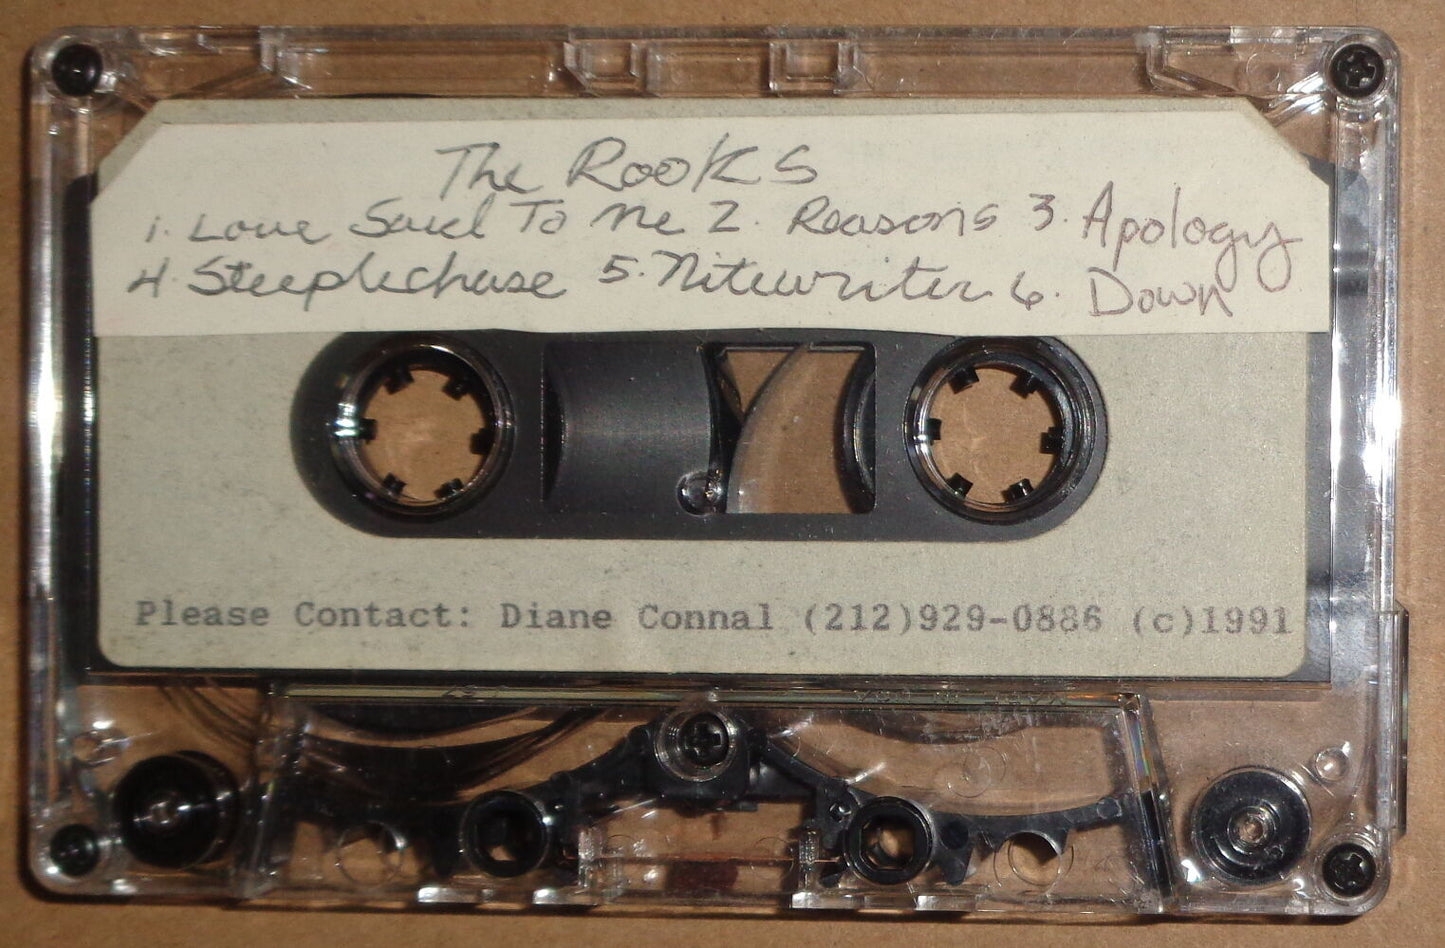 The Rooks
1. Love Said To Me 2. Reasons 3. Apology
4. Steeplechase 5. Nitewriter 6. Down
Please Contact: Diane Connal (212)929-0886 (c)1991